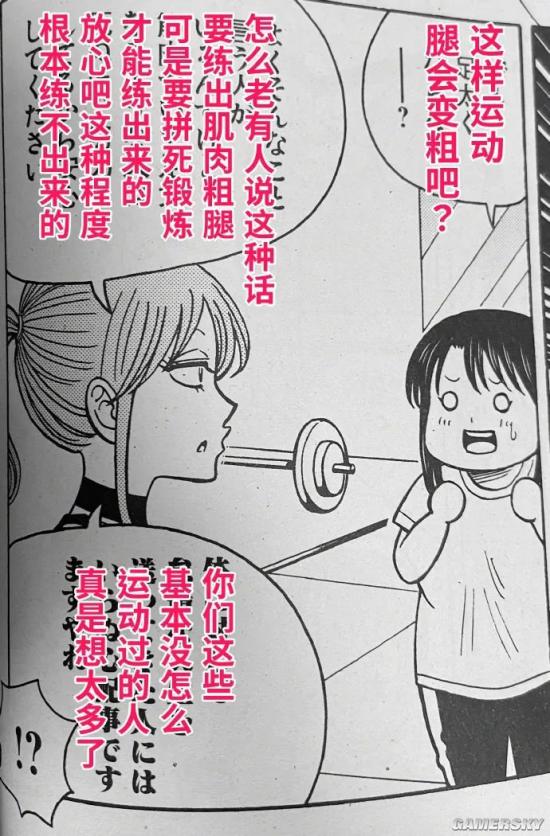 这样运动
腿会变粗吧？
怎么老有人说这种话
要练出肌肉粗腿
可是要拼死锻炼
才能练出来的
放心吧这种程度
根本练不出来的
你们这些
基本没怎么
运动过的人
真是想太多了
!?
GAMERSKY